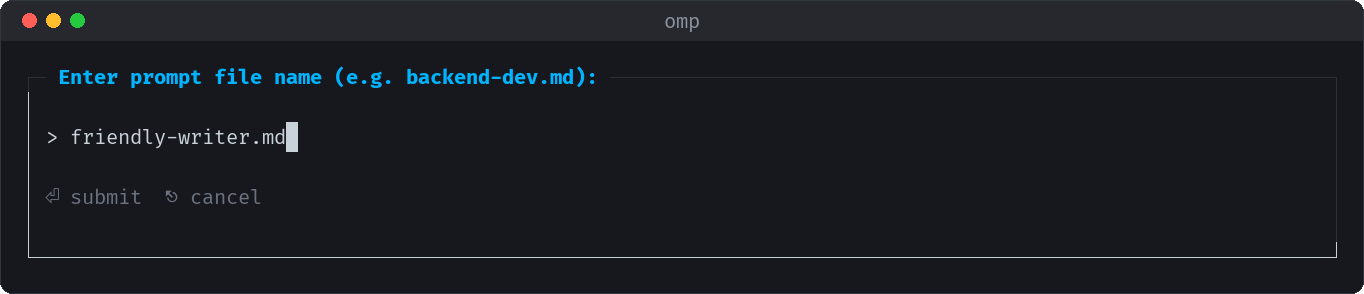 omp
Enter prompt file name (e.g. backend-dev.md):
> friendly-writer.md
⏎ submit  ⎋ cancel